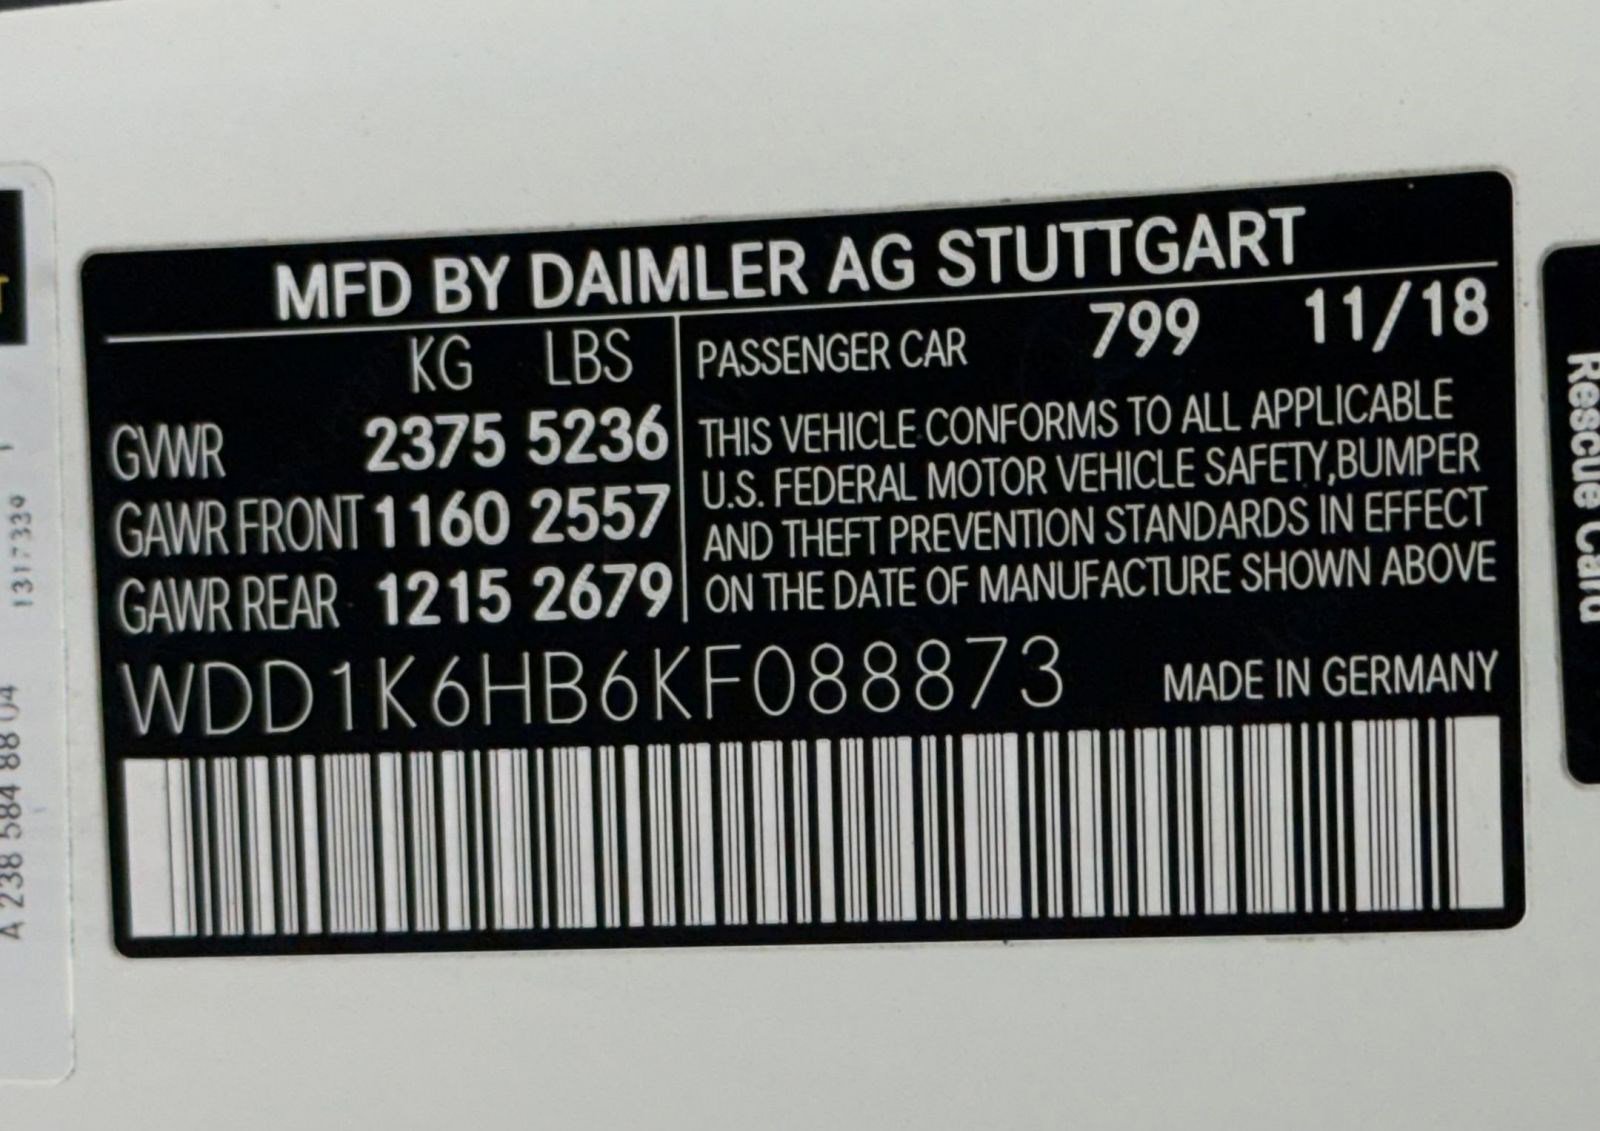 MFD BY DAIMLER AG STUTTGART
KG LBS
GVWR 2375 5236
GAWR FRONT 1160 2557
GAWR REAR 1215 2679
PASSENGER CAR 799 11/18
THIS VEHICLE CONFORMS TO ALL APPLICABLE
U.S. FEDERAL MOTOR VEHICLE SAFETY,BUMPER
AND THEFT PREVENTION STANDARDS IN EFFECT
ON THE DATE OF MANUFACTURE SHOWN ABOVE
WDD1K6HB6KF088873 MADE IN GERMANY
A 238 584 88 04
1317339
Rescue Card